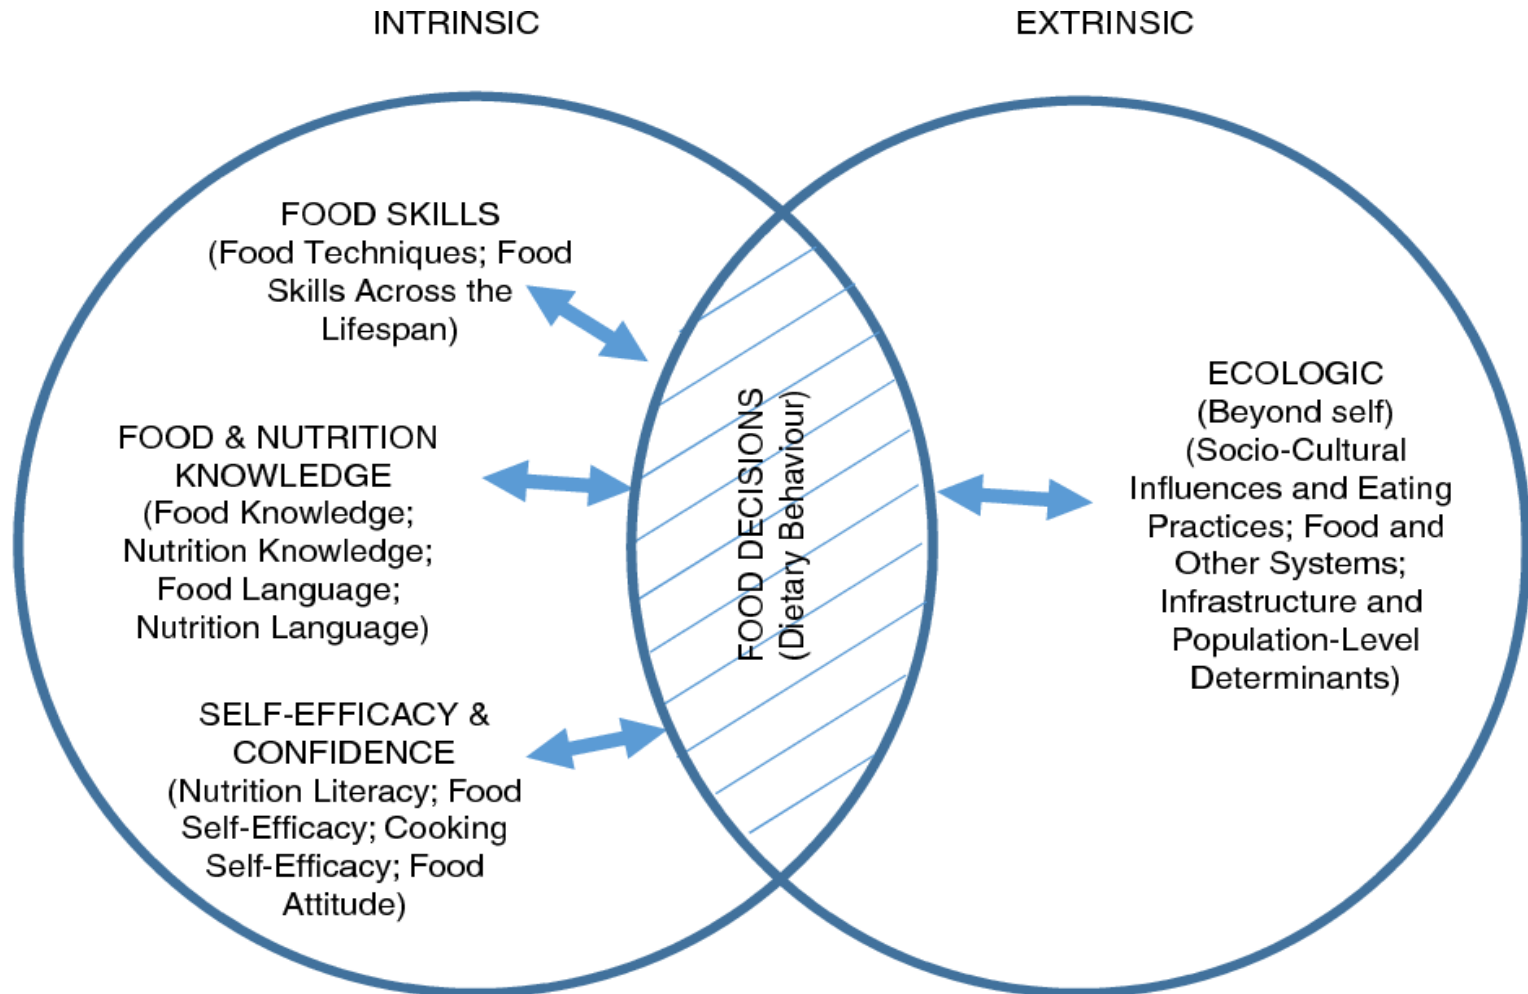 INTRINSIC
EXTRINSIC
FOOD SKILLS
(Food Techniques; Food
Skills Across the
Lifespan)
FOOD & NUTRITION
KNOWLEDGE
(Food Knowledge;
Nutrition Knowledge;
Food Language;
Nutrition Language)
SELF-EFFICACY &
CONFIDENCE
(Nutrition Literacy; Food
Self-Efficacy; Cooking
Self-Efficacy; Food
Attitude)
FOOD DECISIONS
(Dietary Behaviour)
ECOLOGIC
(Beyond self)
(Socio-Cultural
Influences and Eating
Practices; Food and
Other Systems;
Infrastructure and
Population-Level
Determinants)